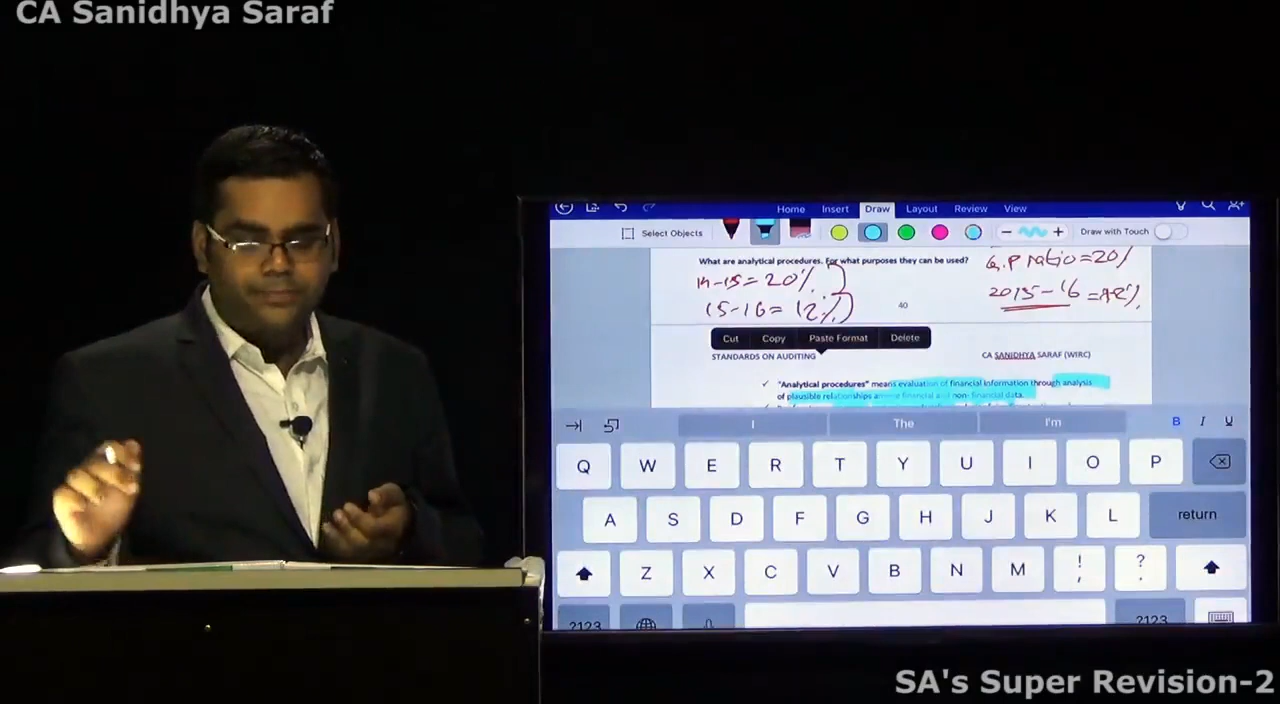 CA Sanidhya Saraf
Home Insert Draw Layout Review View
Select Objects
Draw with Touch
What are analytical procedures. For what purposes they can be used?
G.P ratio = 20%
14-15 = 20%
2015-16 = 12%
15-16 = 12%
40
Cut Copy Paste Format Delete
STANDARDS ON AUDITING
CA SANIDHYA SARAF (WIRC)
✓ "Analytical procedures" means evaluation of financial information through analysis
of plausible relationships among financial and non- financial data.
I The I'm
B I U
Q W E R T Y U I O P
A S D F G H J K L return
Z X C V B N M ! , ? .
.?123 .?123
SA's Super Revision-2